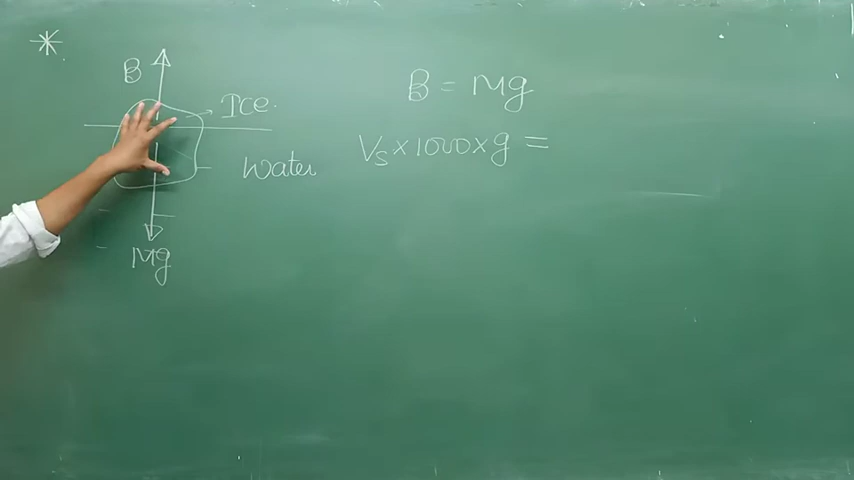 *
B
Ice.
Water
Mg
B = Mg
Vs × 1000 × g =